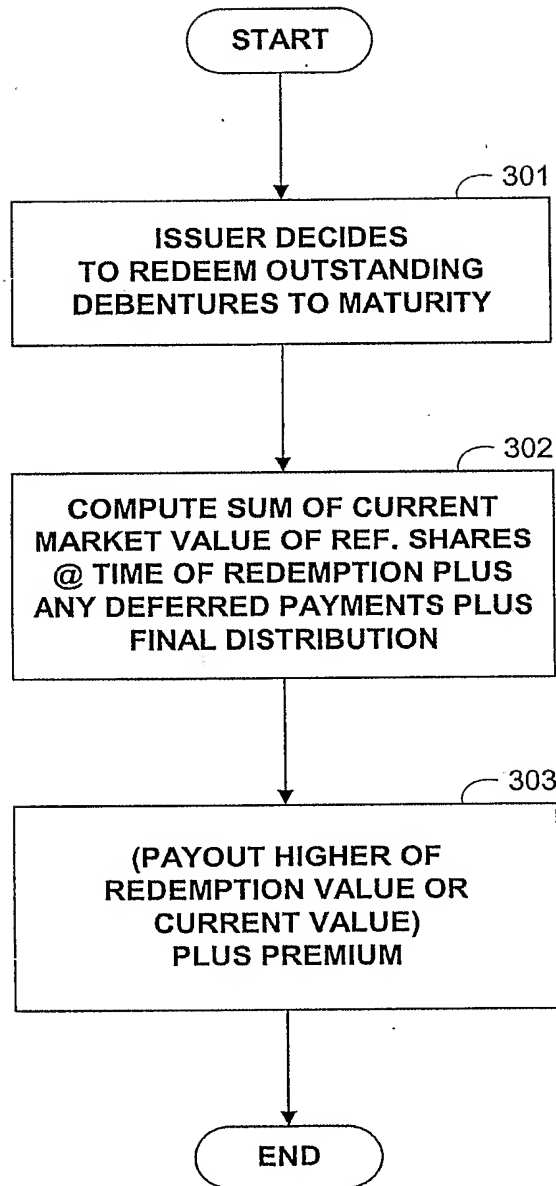 START
301
ISSUER DECIDES
TO REDEEM OUTSTANDING
DEBENTURES TO MATURITY
302
COMPUTE SUM OF CURRENT
MARKET VALUE OF REF. SHARES
@ TIME OF REDEMPTION PLUS
ANY DEFERRED PAYMENTS PLUS
FINAL DISTRIBUTION
303
(PAYOUT HIGHER OF
REDEMPTION VALUE OR
CURRENT VALUE)
PLUS PREMIUM
END